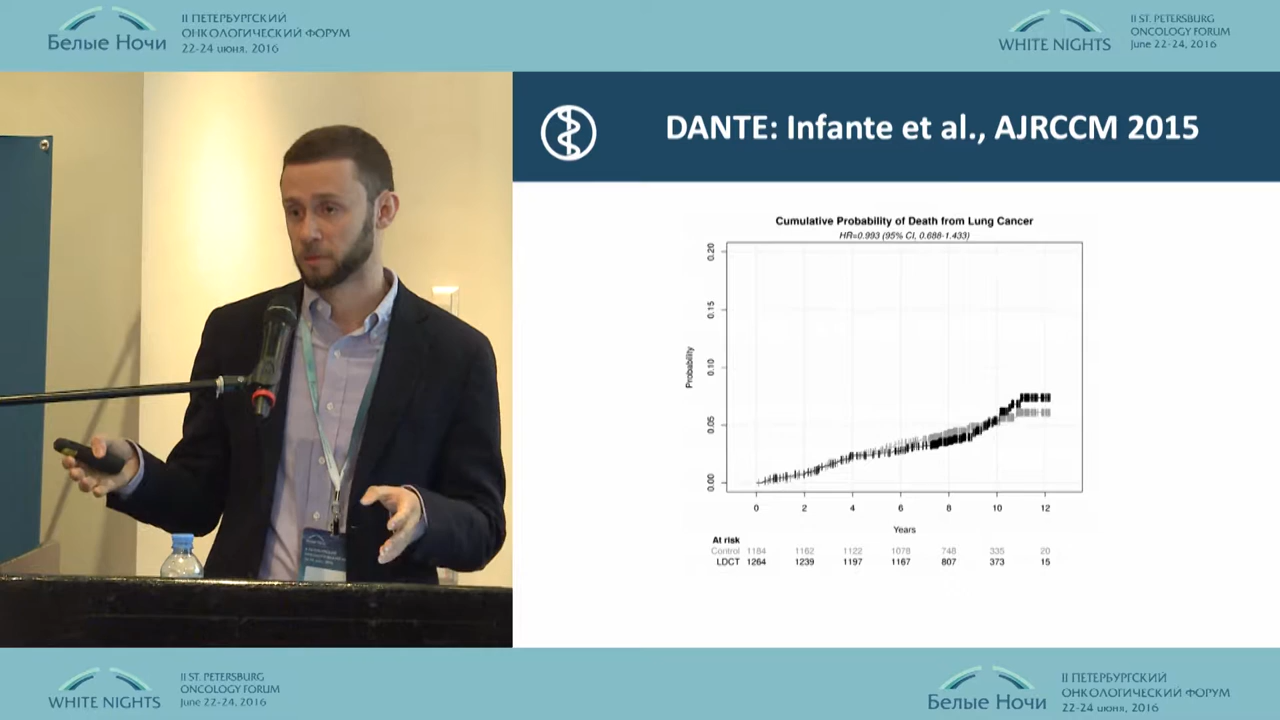 Белые Ночи
II ПЕТЕРБУРГСКИЙ
ОНКОЛОГИЧЕСКИЙ ФОРУМ
22-24 июня, 2016
WHITE NIGHTS
II ST. PETERSBURG
ONCOLOGY FORUM
June 22-24, 2016
DANTE: Infante et al., AJRCCM 2015
Cumulative Probability of Death from Lung Cancer
HR=0.993 (95% CI, 0.688-1.433)
0.20
0.15
0.10
0.05
0.00
Probability
0 2 4 6 8 10 12
Years
At risk
Control 1184 1162 1122 1078 748 335 20
LDCT 1264 1239 1197 1167 807 373 15
WHITE NIGHTS
II ST. PETERSBURG
ONCOLOGY FORUM
June 22-24, 2016
Белые Ночи
II ПЕТЕРБУРГСКИЙ
ОНКОЛОГИЧЕСКИЙ ФОРУМ
22-24 июня, 2016